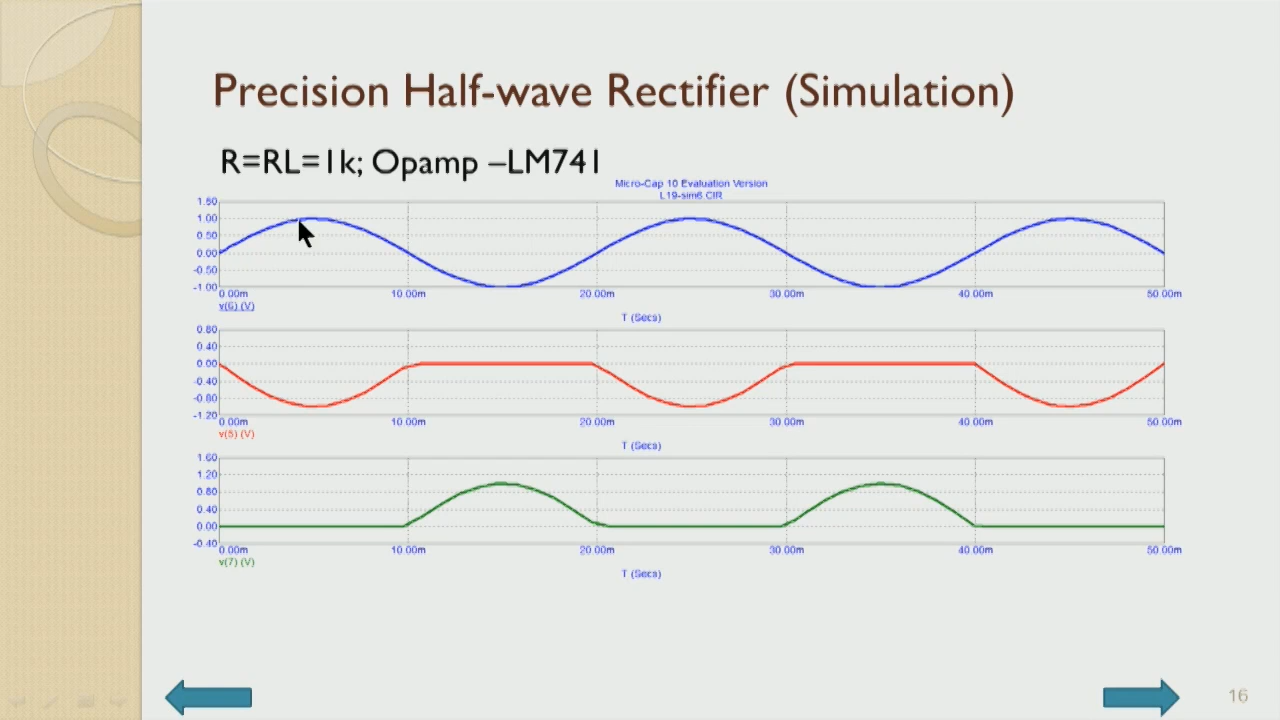 Precision Half-wave Rectifier (Simulation)
R=RL=1k; Opamp –LM741
Micro-Cap 10 Evaluation Version
L19-sim6.CIR
1.50
1.00
0.50
0.00
-0.50
-1.00
0.00m 10.00m 20.00m 30.00m 40.00m 50.00m
v(6) (V)
T (Secs)
0.80
0.40
0.00
-0.40
-0.80
-1.20
0.00m 10.00m 20.00m 30.00m 40.00m 50.00m
v(5) (V)
T (Secs)
1.60
1.20
0.80
0.40
0.00
-0.40
0.00m 10.00m 20.00m 30.00m 40.00m 50.00m
v(7) (V)
T (Secs)
16